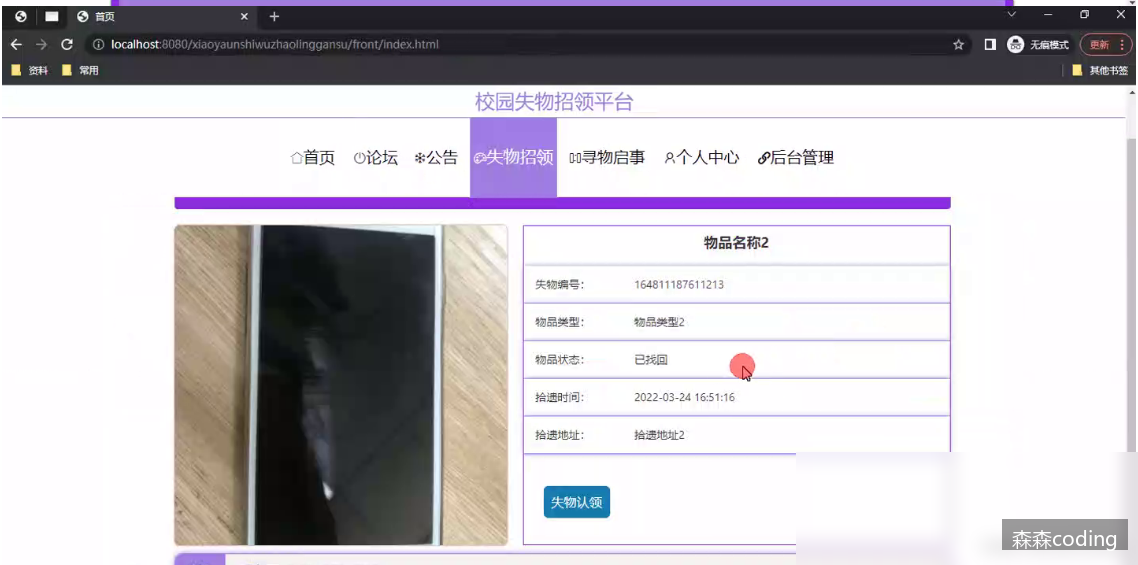 首页
localhost:8080/xiaoyaunshiwuzhaolinggansu/front/index.html
无痕模式
更新
资料
常用
其他书签
校园失物招领平台
首页 论坛 公告 失物招领 寻物启事 个人中心 后台管理
物品名称2
失物编号： 164811187611213
物品类型： 物品类型2
物品状态： 已找回
拾遗时间： 2022-03-24 16:51:16
拾遗地址： 拾遗地址2
失物认领
森森coding